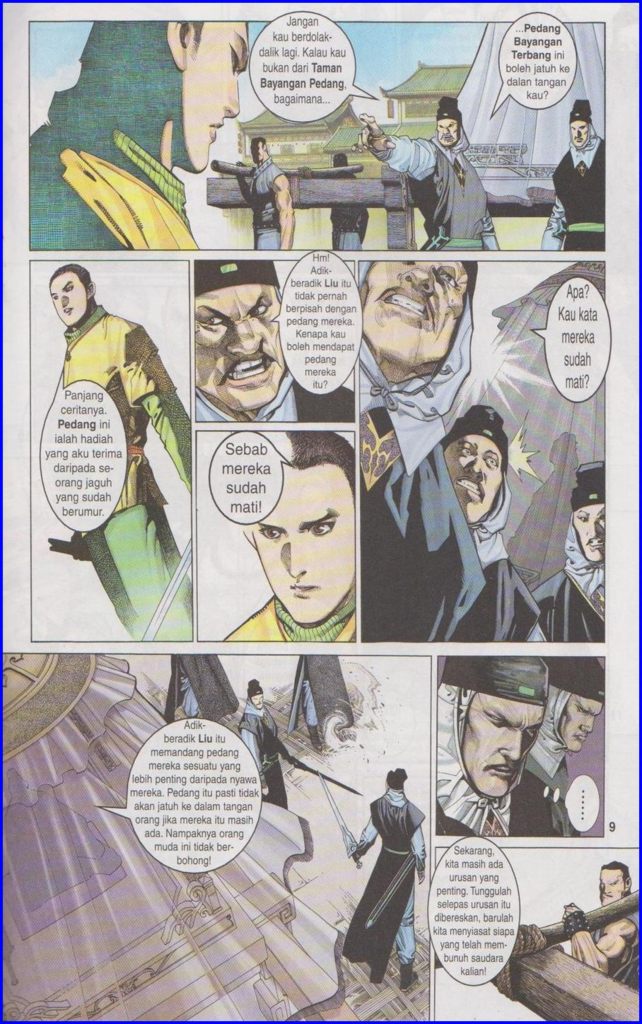 Jangan
kau berdolak-
dalik lagi. Kalau kau
bukan dari Taman
Bayangan Pedang,
bagaimana...
...Pedang
Bayangan
Terbang ini
boleh jatuh ke
dalan tangan
kau?
Panjang
ceritanya.
Pedang ini
ialah hadiah
yang aku terima
daripada se-
orang jaguh
yang sudah
berumur.
Hm!
Adik-
beradik Liu itu
tidak pernah
berpisah dengan
pedang mereka.
Kenapa kau
boleh mendapat
pedang
mereka
itu?
Sebab
mereka
sudah
mati!
Apa?
Kau kata
mereka
sudah
mati?
Adik-
beradik Liu itu
memandang pedang
mereka sesuatu yang
lebih penting daripada nyawa
mereka. Pedang itu pasti tidak
akan jatuh ke dalam tangan
orang jika mereka itu masih
ada. Nampaknya orang
muda ini tidak ber-
bohong!
......
9
Sekarang,
kita masih ada
urusan yang
penting. Tunggulah
selepas urusan itu
dibereskan, barulah
kita menyiasat siapa
yang telah mem-
bunuh saudara
kalian!